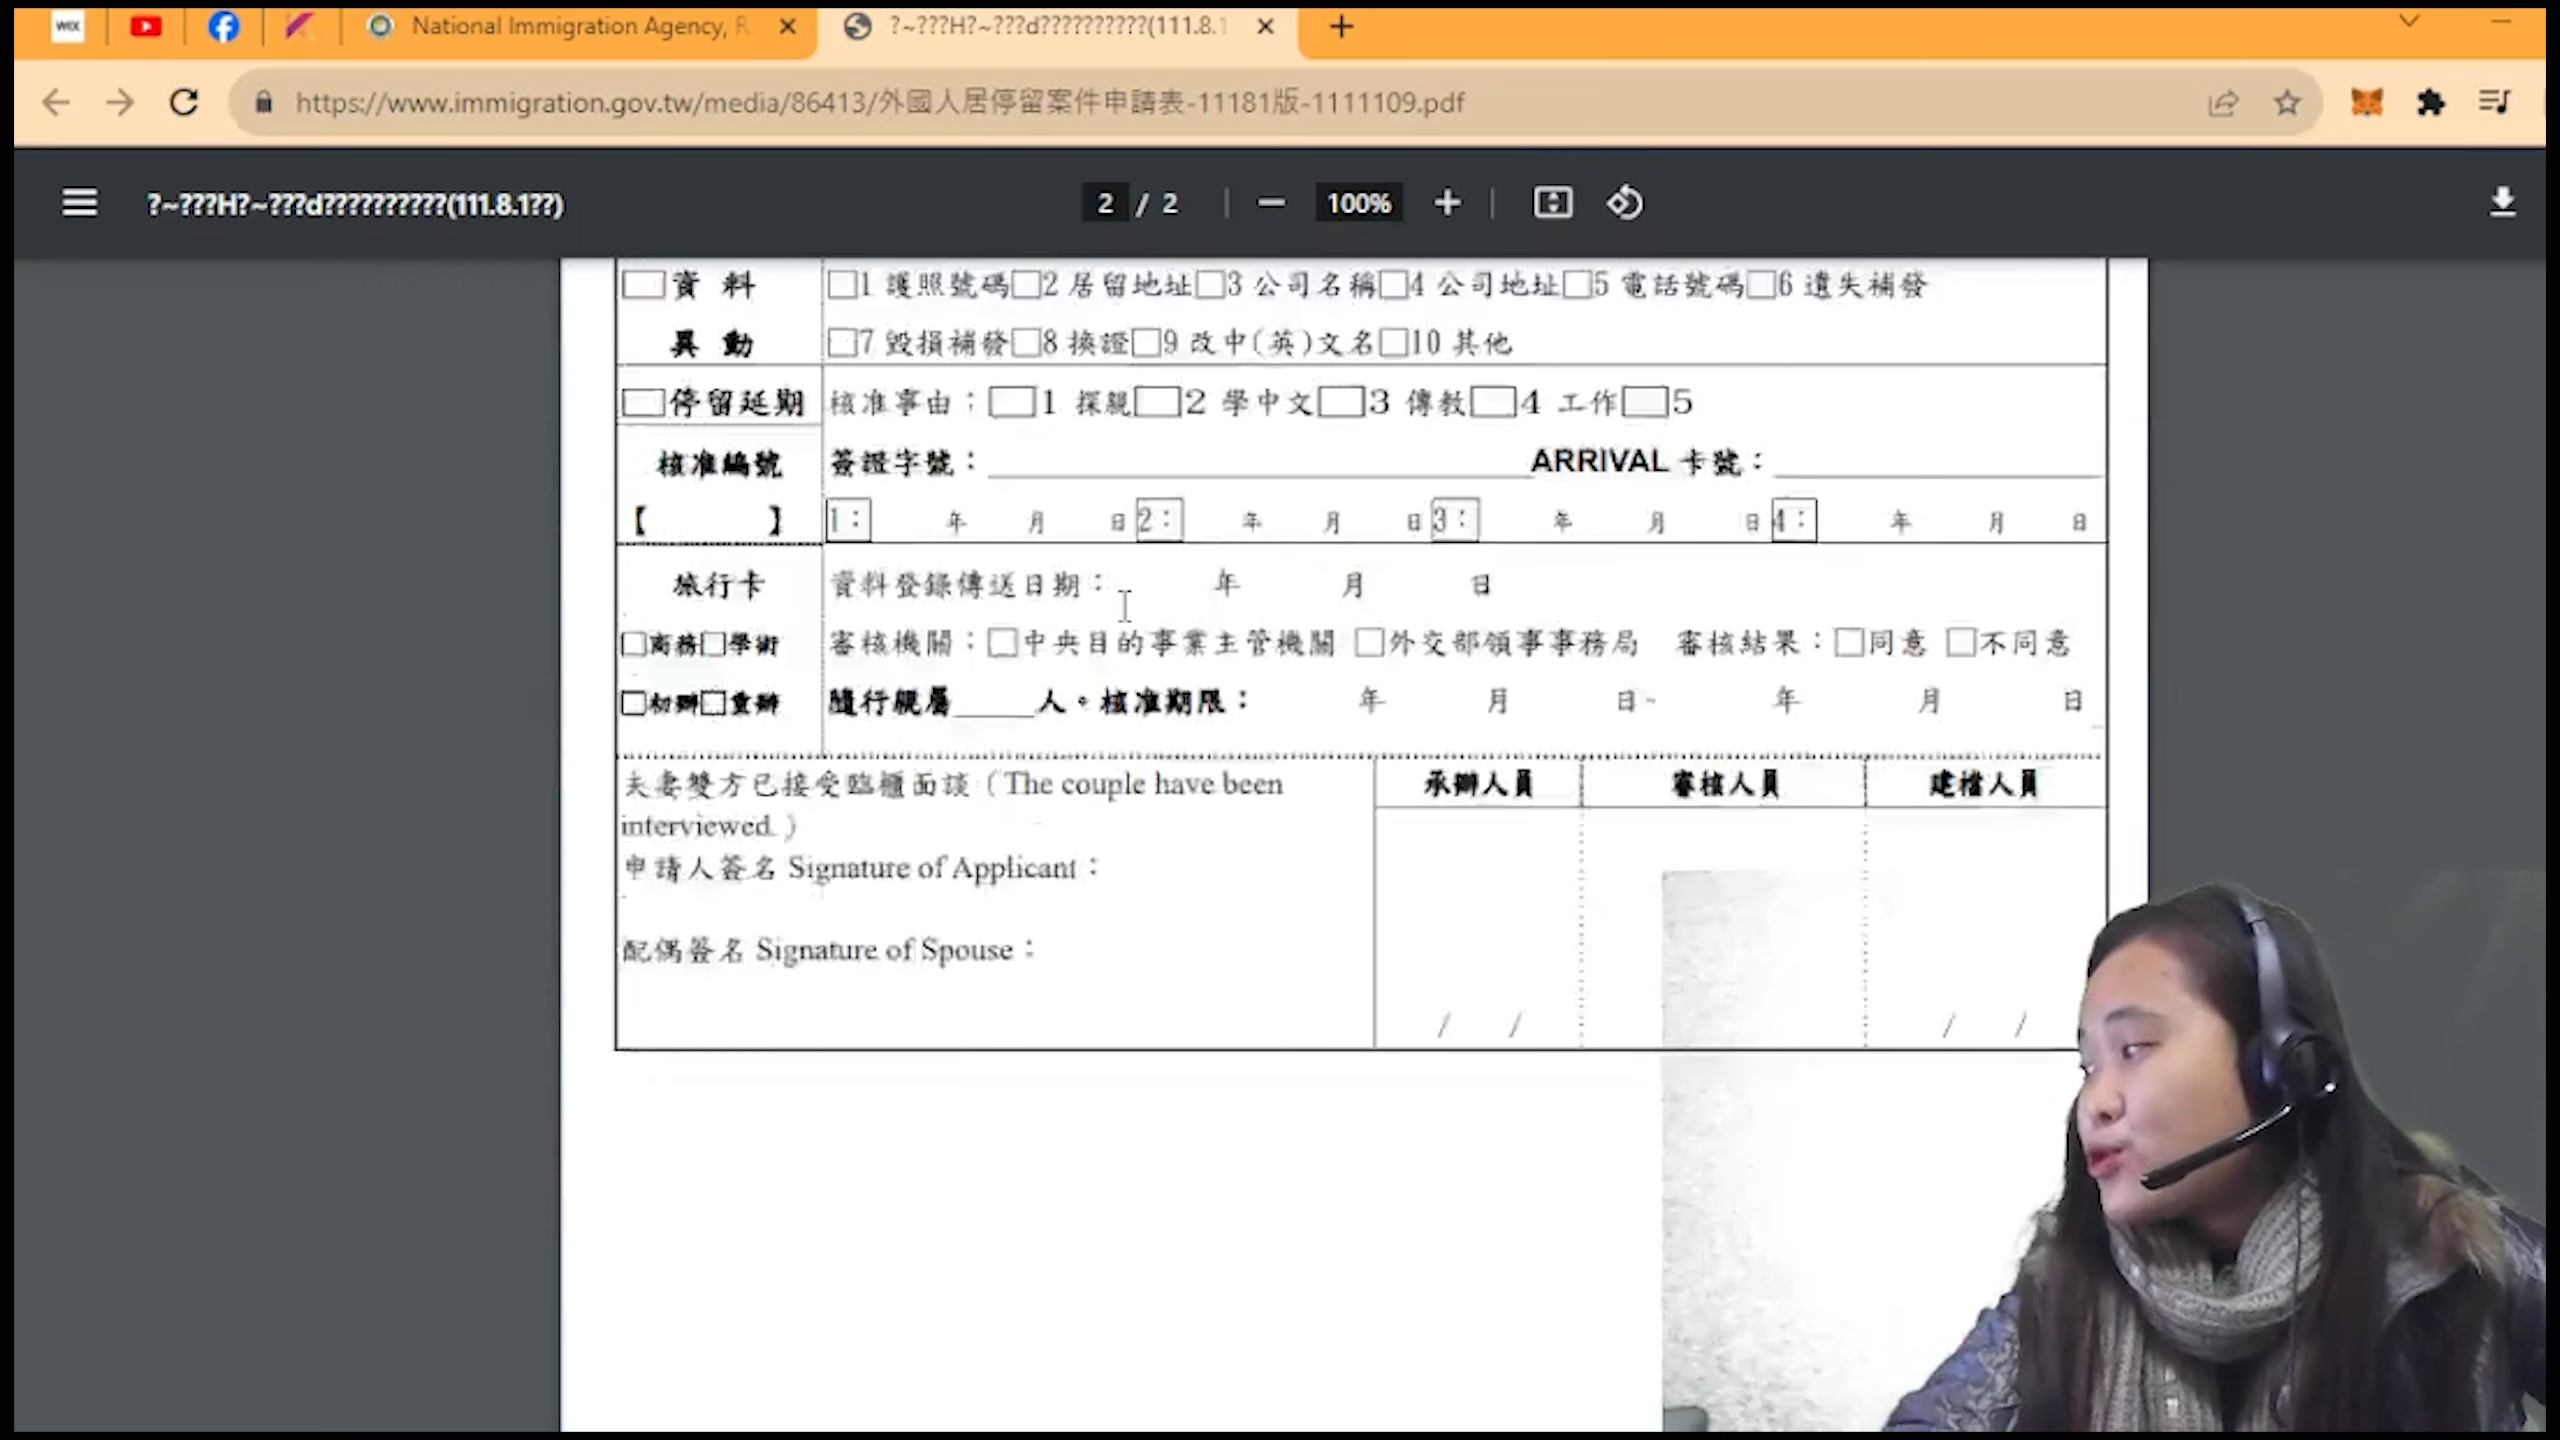 WIX
National Immigration Agency, R
?~???H?~???d??????????(111.8.1
https://www.immigration.gov.tw/media/86413/外國人居停留案件申請表-11181版-1111109.pdf
?~???H?~???d??????????(111.8.1??)
2 / 2
100%
□資 料 □1 護照號碼□2 居留地址□3 公司名稱□4 公司地址□5 電話號碼□6 遺失補發
異 動 □7 毀損補發□8 換證□9 改中(英)文名□10 其他
□停留延期 核准事由：□1 探親□2 學中文□3 傳教□4 工作□5
核准編號 簽證字號：＿＿＿＿ARRIVAL 卡號：＿＿＿＿
【 】 1： 年 月 日 2： 年 月 日 3： 年 月 日 4： 年 月 日
旅行卡 資料登錄傳送日期： 年 月 日
□商務□學術 審核機關：□中央目的事業主管機關 □外交部領事事務局 審核結果：□同意 □不同意
□初辦□重辦 隨行親屬＿＿人。核准期限： 年 月 日~ 年 月 日
夫妻雙方已接受臨櫃面談（The couple have been
interviewed.）
申請人簽名 Signature of Applicant：
配偶簽名 Signature of Spouse：
承辦人員 審核人員 建檔人員
/ / / /